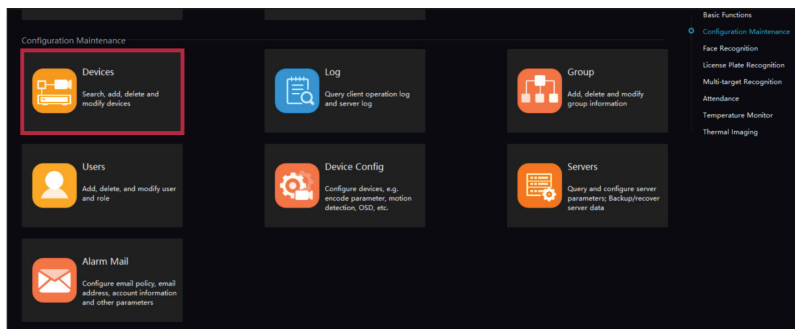 Configuration Maintenance
Devices
Search, add, delete and
modify devices
Log
Query client operation log
and server log
Group
Add, delete and modify
group information
Users
Add, delete, and modify user
and role
Device Config
Configure devices, e.g.
encode parameter, motion
detection, OSD, etc.
Servers
Query and configure server
parameters; Backup/recover
server data
Alarm Mail
Configure email policy, email
address, account information
and other parameters
Basic Functions
Configuration Maintenance
Face Recognition
License Plate Recognition
Multi-target Recognition
Attendance
Temperature Monitor
Thermal Imaging